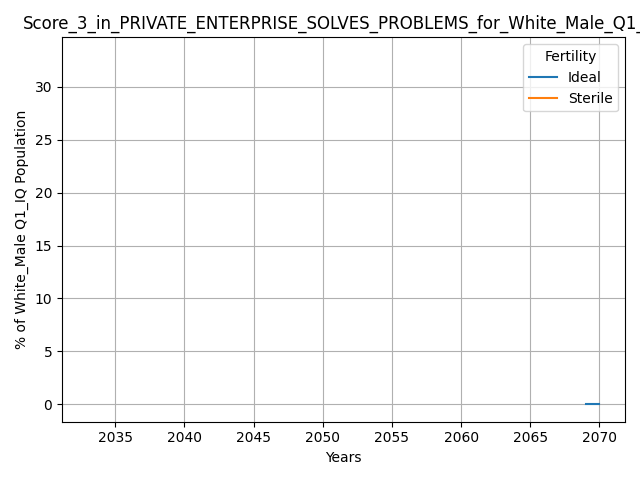 Score_3_in_PRIVATE_ENTERPRISE_SOLVES_PROBLEMS_for_White_Male_Q1_
Fertility
Ideal
Sterile
% of White_Male Q1_IQ Population
30
25
20
15
10
5
0
2035 2040 2045 2050 2055 2060 2065 2070
Years